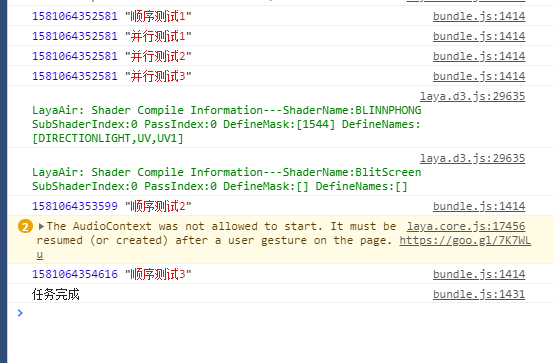 1581064352581 "顺序测试1" bundle.js:1414
1581064352581 "并行测试1" bundle.js:1414
1581064352581 "并行测试2" bundle.js:1414
1581064352581 "并行测试3" bundle.js:1414
laya.d3.js:29635
LayaAir: Shader Compile Information---ShaderName:BLINNPHONG
SubShaderIndex:0 PassIndex:0 DefineMask:[1544] DefineNames:
[DIRECTIONLIGHT,UV,UV1]
laya.d3.js:29635
LayaAir: Shader Compile Information---ShaderName:BlitScreen
SubShaderIndex:0 PassIndex:0 DefineMask:[] DefineNames:[]
1581064353599 "顺序测试2" bundle.js:1414
2 ▶The AudioContext was not allowed to start. It must be laya.core.js:17456
resumed (or created) after a user gesture on the page. https://goo.gl/7K7WL
u
1581064354616 "顺序测试3" bundle.js:1414
任务完成 bundle.js:1431
>